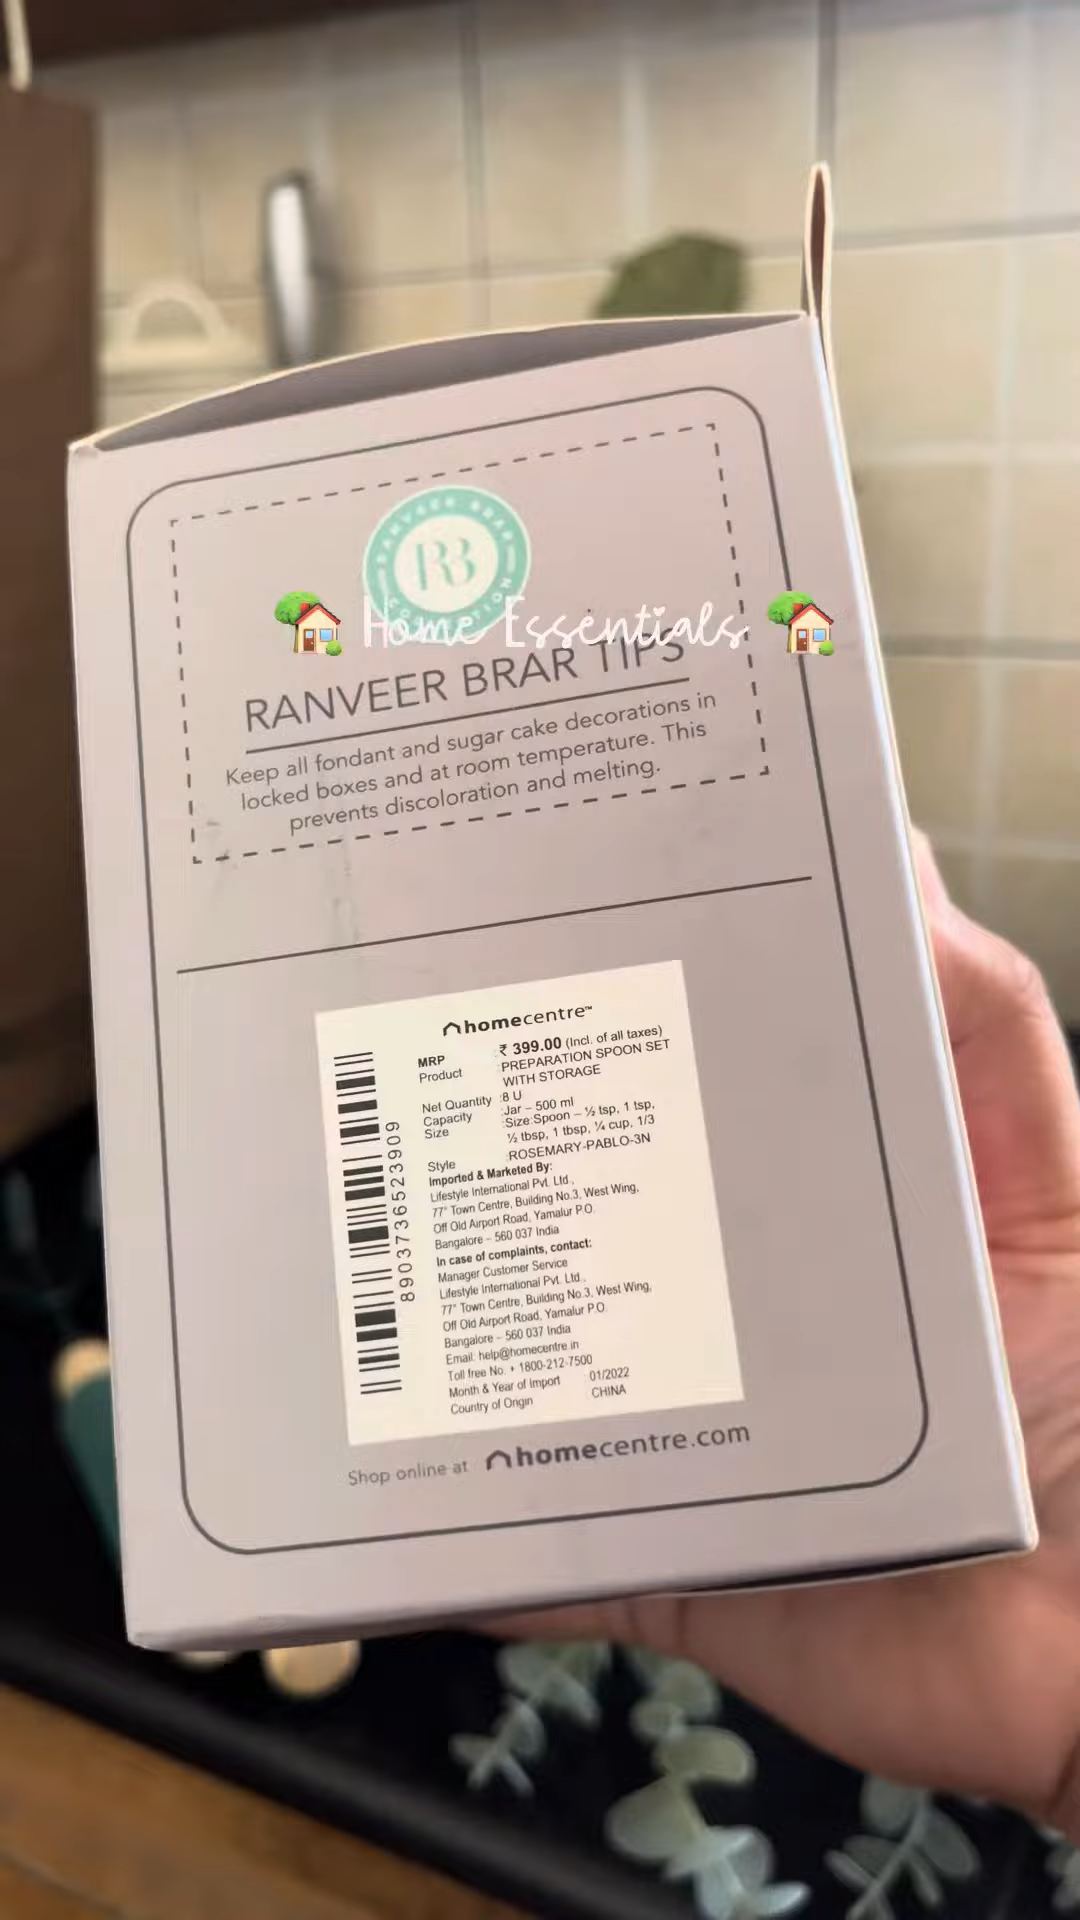 RANVEER BRAR
RB
COLLECTION
🏡 Home Essentials 🏡
RANVEER BRAR TIPS
Keep all fondant and sugar cake decorations in
locked boxes and at room temperature. This
prevents discoloration and melting.
homecentre™
MRP : ₹ 399.00 (Incl. of all taxes)
Product :PREPARATION SPOON SET
WITH STORAGE
Net Quantity :8 U
Capacity :Jar – 500 ml
Size :Size:Spoon – ½ tsp, 1 tsp,
½ tbsp, 1 tbsp, ¼ cup, 1/3
Style :ROSEMARY-PABLO-3N
Imported & Marketed By:
Lifestyle International Pvt. Ltd.,
77° Town Centre, Building No.3, West Wing,
Off Old Airport Road, Yamalur P.O.
Bangalore – 560 037 India
In case of complaints, contact:
Manager Customer Service
Lifestyle International Pvt. Ltd.,
77° Town Centre, Building No.3, West Wing,
Off Old Airport Road, Yamalur P.O.
Bangalore – 560 037 India
Email: help@homecentre.in
Toll free No. + 1800-212-7500
Month & Year of Import 01/2022
Country of Origin CHINA
8903736523909
Shop online at homecentre.com